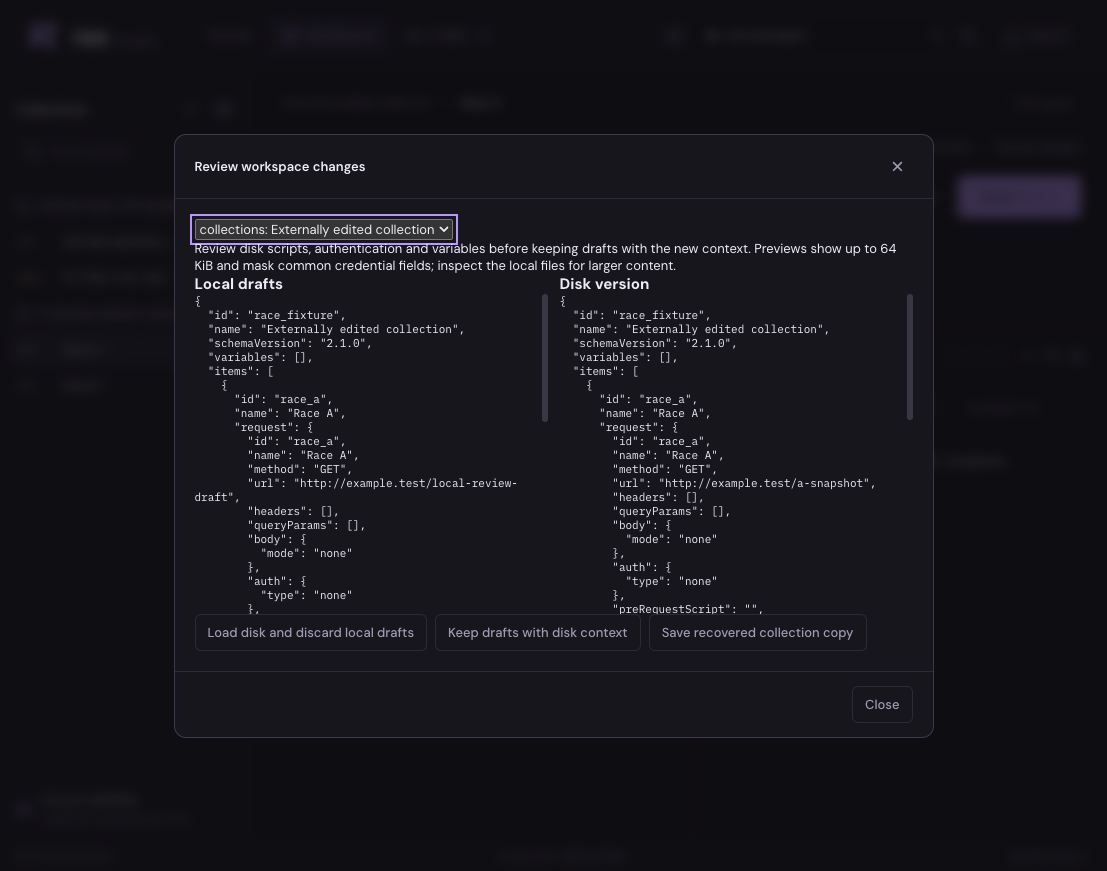 Review workspace changes
collections: Externally edited collection
Review disk scripts, authentication and variables before keeping drafts with the new context. Previews show up to 64
KiB and mask common credential fields; inspect the local files for larger content.
Local drafts
{
  "id": "race_fixture",
  "name": "Externally edited collection",
  "schemaVersion": "2.1.0",
  "variables": [],
  "items": [
    {
      "id": "race_a",
      "name": "Race A",
      "request": {
        "id": "race_a",
        "name": "Race A",
        "method": "GET",
        "url": "http://example.test/local-review-
draft",
        "headers": [],
        "queryParams": [],
        "body": {
          "mode": "none"
        },
        "auth": {
          "type": "none"
        },
Disk version
{
  "id": "race_fixture",
  "name": "Externally edited collection",
  "schemaVersion": "2.1.0",
  "variables": [],
  "items": [
    {
      "id": "race_a",
      "name": "Race A",
      "request": {
        "id": "race_a",
        "name": "Race A",
        "method": "GET",
        "url": "http://example.test/a-snapshot",
        "headers": [],
        "queryParams": [],
        "body": {
          "mode": "none"
        },
        "auth": {
          "type": "none"
        },
        "preRequestScript": "",
Load disk and discard local drafts
Keep drafts with disk context
Save recovered collection copy
Close